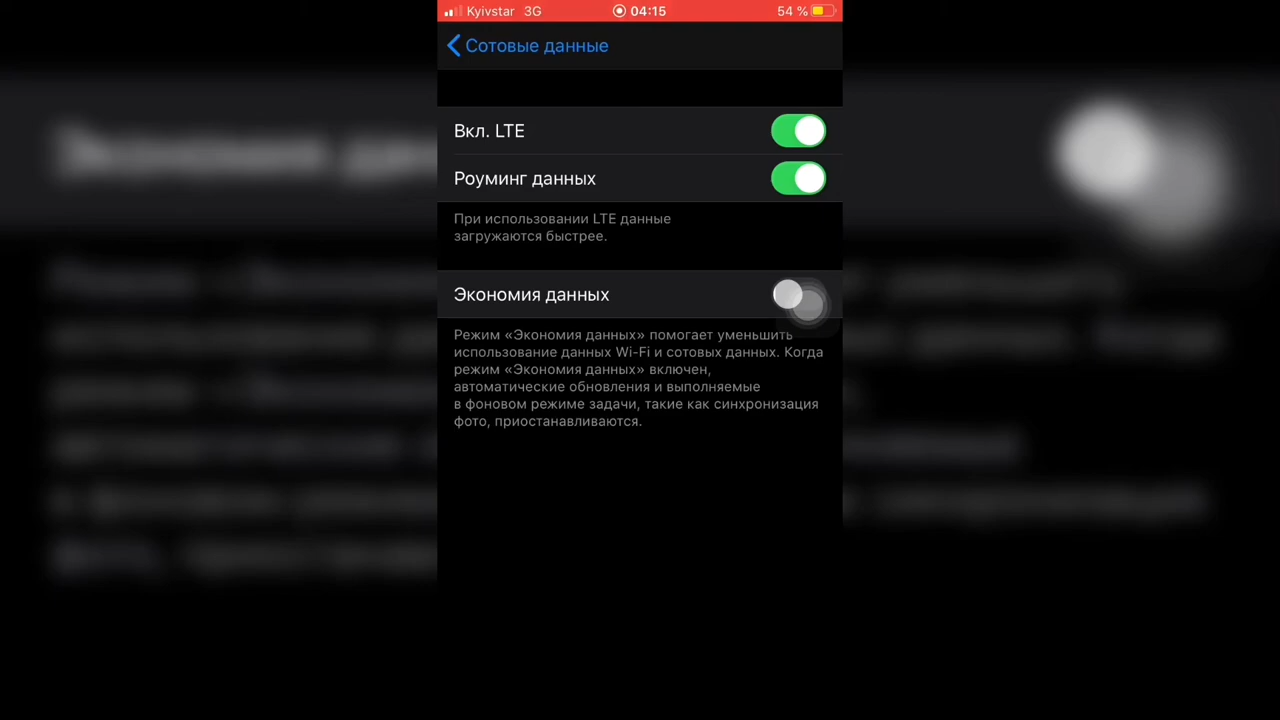 Kyivstar 3G 04:15 54 %
Сотовые данные
Вкл. LTE
Роуминг данных
При использовании LTE данные
загружаются быстрее.
Экономия данных
Режим «Экономия данных» помогает уменьшить
использование данных Wi-Fi и сотовых данных. Когда
режим «Экономия данных» включен,
автоматические обновления и выполняемые
в фоновом режиме задачи, такие как синхронизация
фото, приостанавливаются.